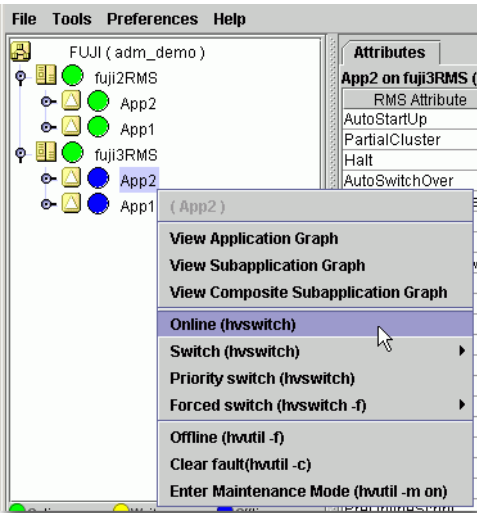 File Tools Preferences Help
FUJI ( adm_demo )
fuji2RMS
App2
App1
fuji3RMS
App2
App1
Attributes
App2 on fuji3RMS (
RMS Attribute
AutoStartUp
PartialCluster
Halt
AutoSwitchOver
( App2 )
View Application Graph
View Subapplication Graph
View Composite Subapplication Graph
Online (hvswitch)
Switch (hvswitch)
Priority switch (hvswitch)
Forced switch (hvswitch -f)
Offline (hvutil -f)
Clear fault(hvutil -c)
Enter Maintenance Mode (hvutil -m on)
PreOnlineScript